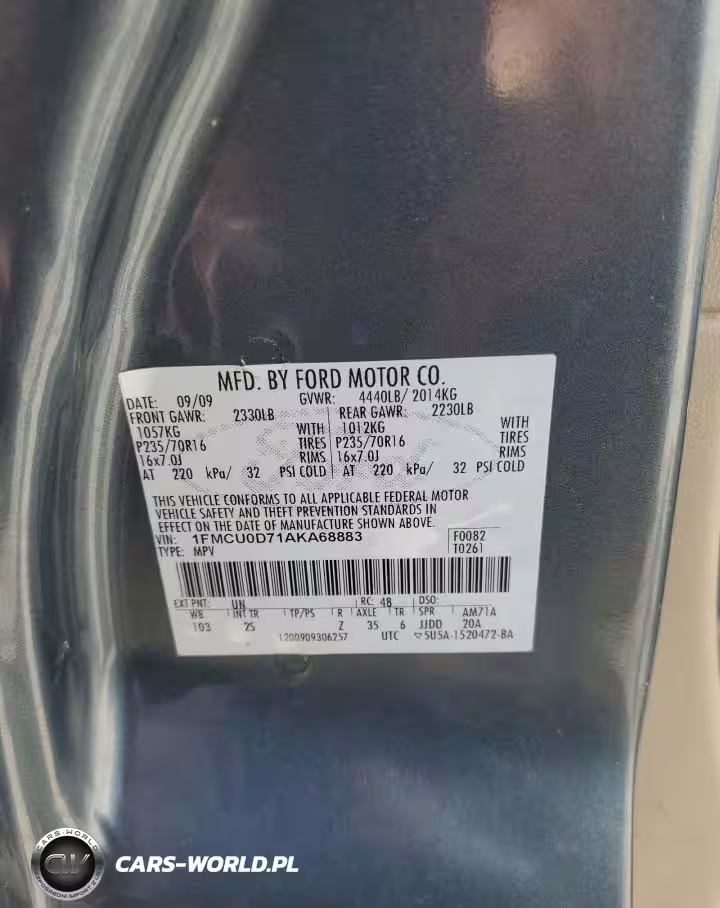 MFD. BY FORD MOTOR CO.
DATE: 09/09 GVWR: 4440LB/ 2014KG
FRONT GAWR: 2330LB REAR GAWR: 2230LB
1057KG WITH 1012KG WITH
P235/70R16 TIRES P235/70R16 TIRES
16x7.0J RIMS 16x7.0J RIMS
AT 220 kPa/ 32 PSI COLD AT 220 kPa/ 32 PSI COLD
THIS VEHICLE CONFORMS TO ALL APPLICABLE FEDERAL MOTOR
VEHICLE SAFETY AND THEFT PREVENTION STANDARDS IN
EFFECT ON THE DATE OF MANUFACTURE SHOWN ABOVE.
VIN: 1FMCU0D71AKA68883 F0082
TYPE: MPV T0261
EXT PNT: UN RC: 48 DSO:
WB INT TR TP/PS R AXLE TR SPR AM71A
103 2S Z 35 6 JJDD 20A
1200909306257 UTC ▽5U5A-1520472-BA
CARS-WORLD
CW
CARS-WORLD.PL